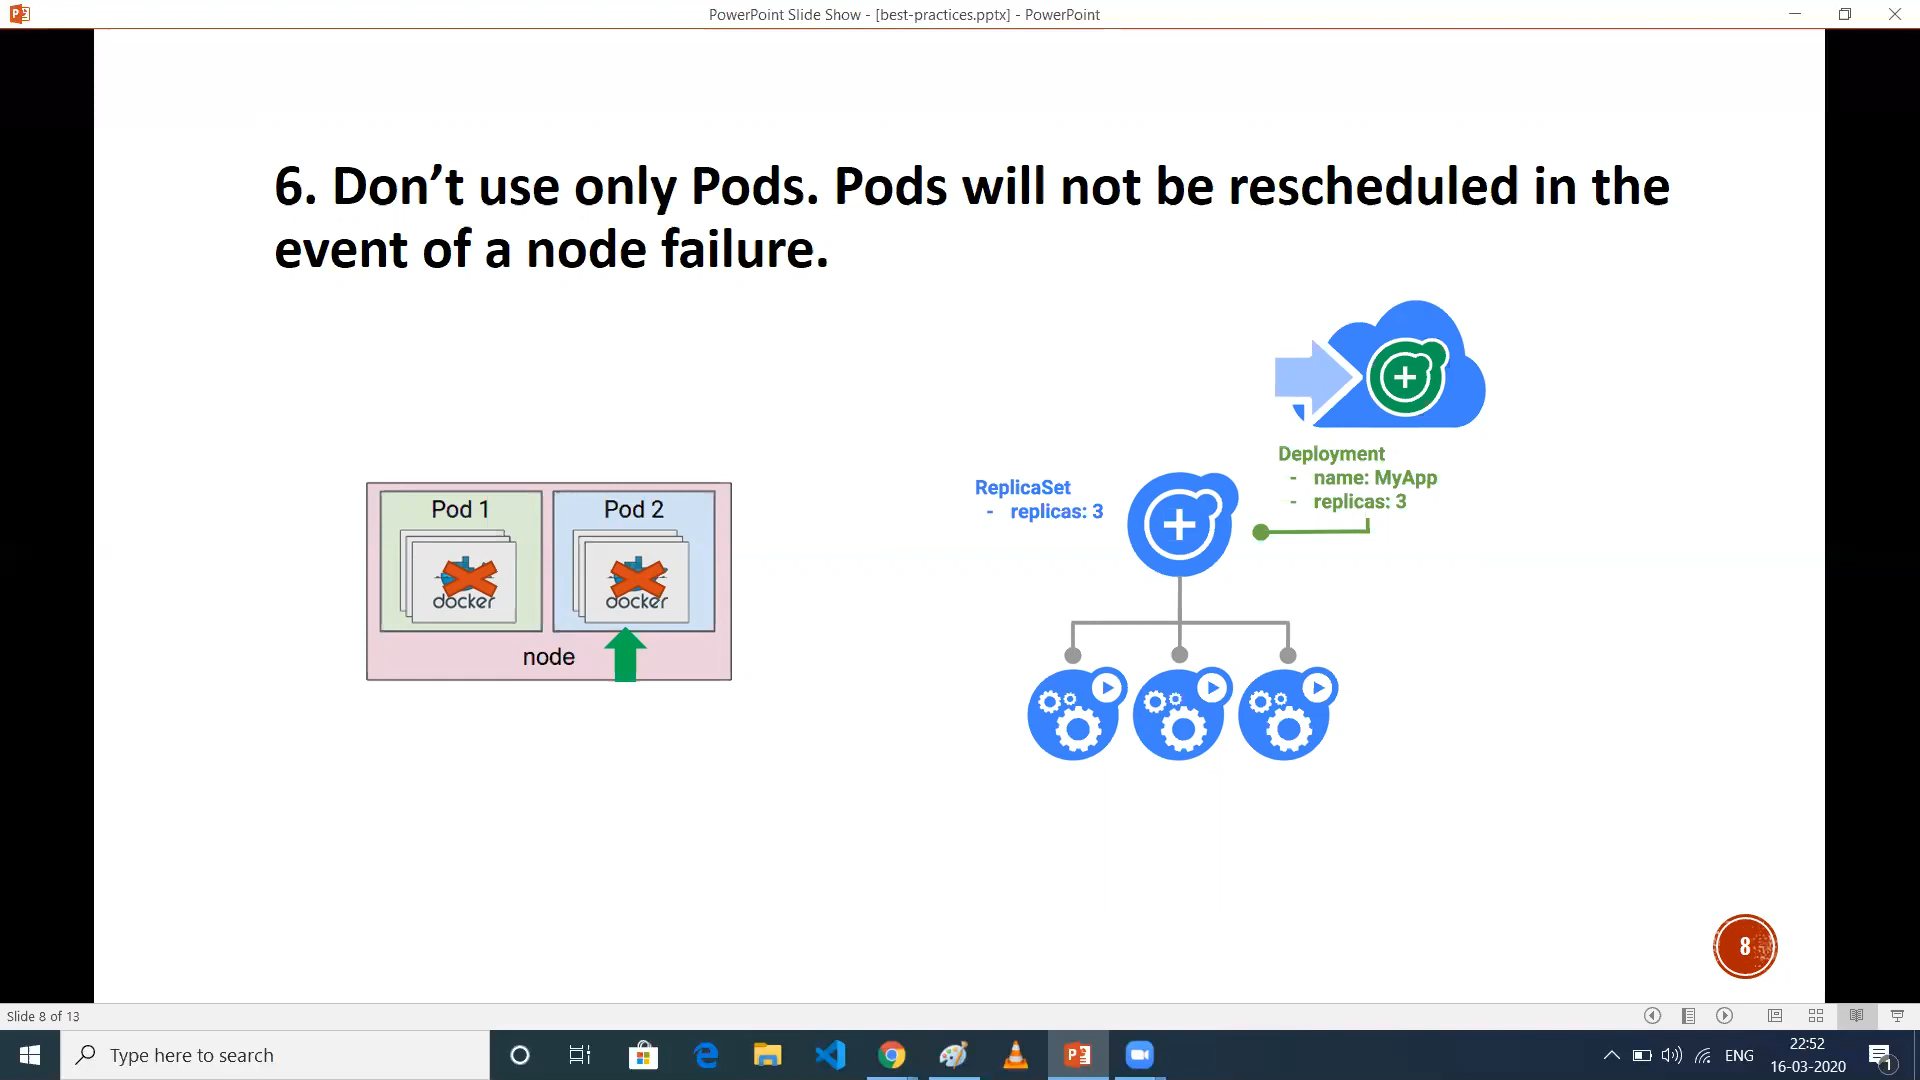 PowerPoint Slide Show - [best-practices.pptx] - PowerPoint
6. Don’t use only Pods. Pods will not be rescheduled in the
event of a node failure.
Deployment
- name: MyApp
- replicas: 3
ReplicaSet
- replicas: 3
Pod 1
Pod 2
docker
docker
node
8
Slide 8 of 13
Type here to search
ENG
22:52
16-03-2020
1